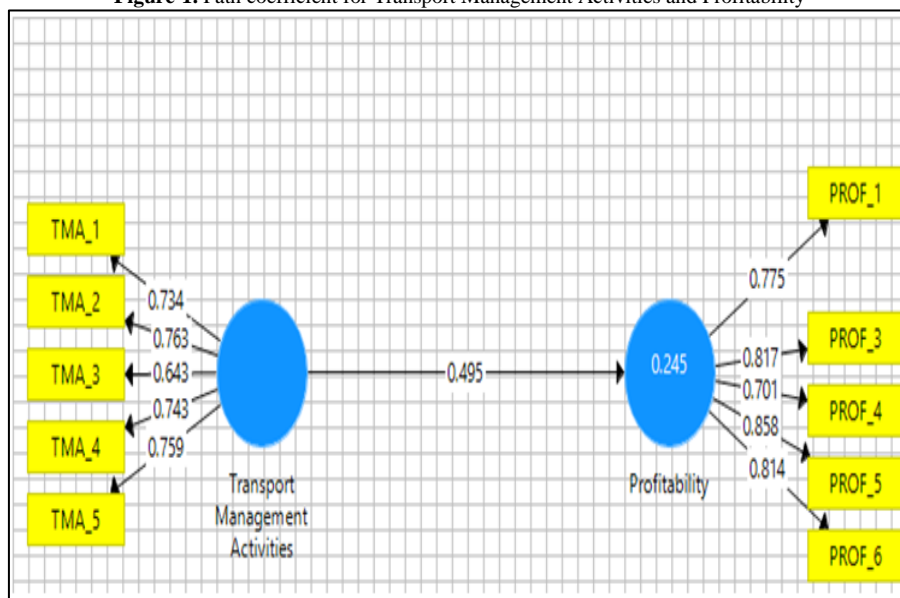 Figure 1. Path coefficient for Transport Management Activities and Profitability
TMA_1
TMA_2
TMA_3
TMA_4
TMA_5
0.734
0.763
0.643
0.743
0.759
Transport
Management
Activities
0.495
0.245
Profitability
0.775
0.817
0.701
0.858
0.814
PROF_1
PROF_3
PROF_4
PROF_5
PROF_6